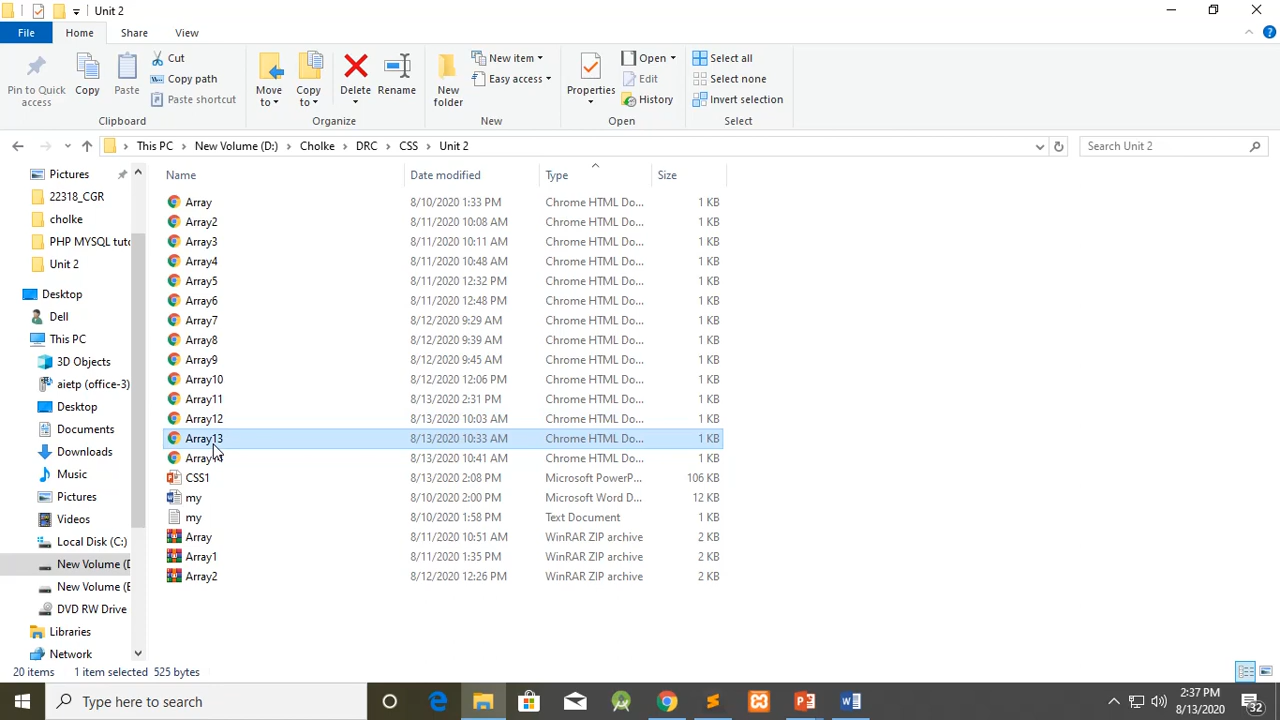 Unit 2
File Home Share View
Pin to Quick access
Copy
Paste
Cut
Copy path
Paste shortcut
Clipboard
Move to
Copy to
Delete
Rename
Organize
New folder
New item
Easy access
New
Properties
Open
Edit
History
Open
Select all
Select none
Invert selection
Select
This PC > New Volume (D:) > Cholke > DRC > CSS > Unit 2
Search Unit 2
Pictures
22318_CGR
cholke
PHP MYSQL tuto
Unit 2
Desktop
Dell
This PC
3D Objects
aietp (office-3)
Desktop
Documents
Downloads
Music
Pictures
Videos
Local Disk (C:)
New Volume (D
New Volume (E
DVD RW Drive
Libraries
Network
Name Date modified Type Size
Array 8/10/2020 1:33 PM Chrome HTML Do... 1 KB
Array2 8/11/2020 10:08 AM Chrome HTML Do... 1 KB
Array3 8/11/2020 10:11 AM Chrome HTML Do... 1 KB
Array4 8/11/2020 10:48 AM Chrome HTML Do... 1 KB
Array5 8/11/2020 12:32 PM Chrome HTML Do... 1 KB
Array6 8/11/2020 12:48 PM Chrome HTML Do... 1 KB
Array7 8/12/2020 9:29 AM Chrome HTML Do... 1 KB
Array8 8/12/2020 9:39 AM Chrome HTML Do... 1 KB
Array9 8/12/2020 9:45 AM Chrome HTML Do... 1 KB
Array10 8/12/2020 12:06 PM Chrome HTML Do... 1 KB
Array11 8/13/2020 2:31 PM Chrome HTML Do... 1 KB
Array12 8/13/2020 10:03 AM Chrome HTML Do... 1 KB
Array13 8/13/2020 10:33 AM Chrome HTML Do... 1 KB
8/13/2020 10:41 AM Chrome HTML Do... 1 KB
CSS1 8/13/2020 2:08 PM Microsoft PowerP... 106 KB
my 8/10/2020 2:00 PM Microsoft Word D... 12 KB
my 8/10/2020 1:58 PM Text Document 1 KB
Array 8/11/2020 10:51 AM WinRAR ZIP archive 2 KB
Array1 8/11/2020 1:35 PM WinRAR ZIP archive 2 KB
Array2 8/12/2020 12:26 PM WinRAR ZIP archive 2 KB
20 items 1 item selected 525 bytes
Type here to search
2:37 PM
8/13/2020
32